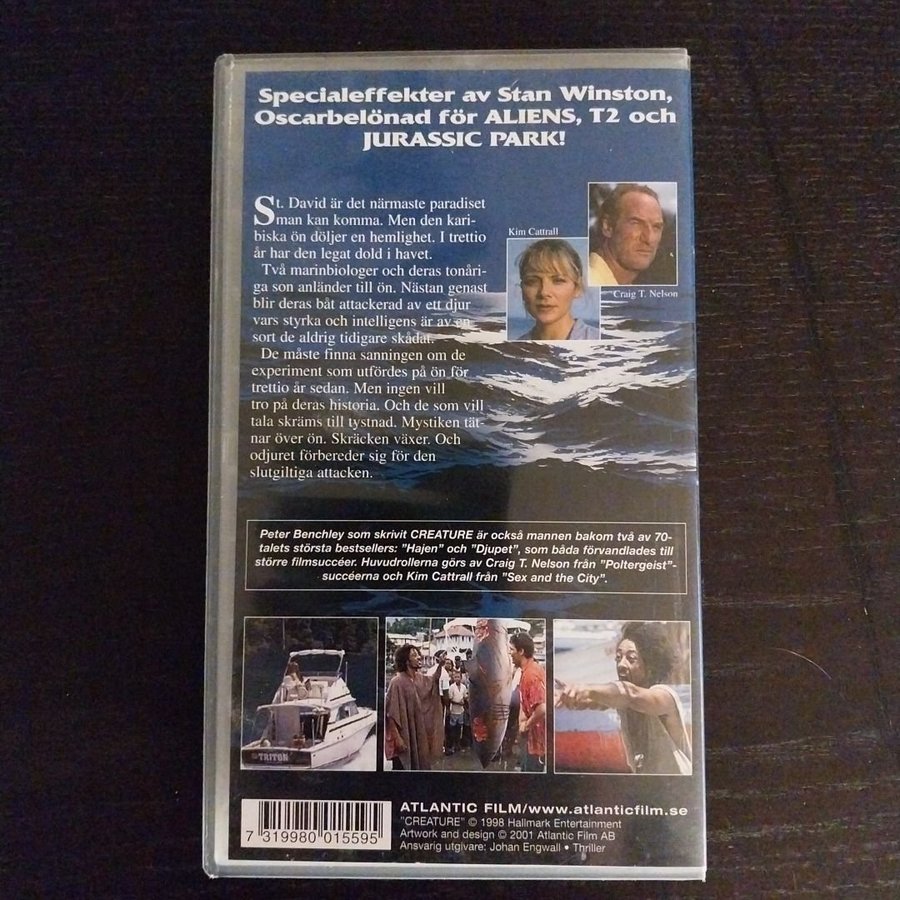 Specialeffekter av Stan Winston,
Oscarbelönad för ALIENS, T2 och
JURASSIC PARK!
St. David är det närmaste paradiset
man kan komma. Men den kari-
biska ön döljer en hemlighet. I trettio
år har den legat dold i havet.
Två marinbiologer och deras tonåri-
ga son anländer till ön. Nästan genast
blir deras båt attackerad av ett djur
vars styrka och intelligens är av en
sort de aldrig tidigare skådat.
De måste finna sanningen om de
experiment som utfördes på ön för
trettio år sedan. Men ingen vill
tro på deras historia. Och de som vill
tala skräms till tystnad. Mystiken tät-
nar över ön. Skräcken växer. Och
odjuret förbereder sig för den
slutgiltiga attacken.
Kim Cattrall
Craig T. Nelson
Peter Benchley som skrivit CREATURE är också mannen bakom två av 70-
talets största bestsellers: "Hajen" och "Djupet", som båda förvandlades till
större filmsuccéer. Huvudrollerna görs av Craig T. Nelson från "Poltergeist"-
succéerna och Kim Cattrall från "Sex and the City".
TRITON
7 319980 015595
ATLANTIC FILM/www.atlanticfilm.se
"CREATURE" © 1998 Hallmark Entertainment
Artwork and design © 2001 Atlantic Film AB
Ansvarig utgivare: Johan Engwall • Thriller